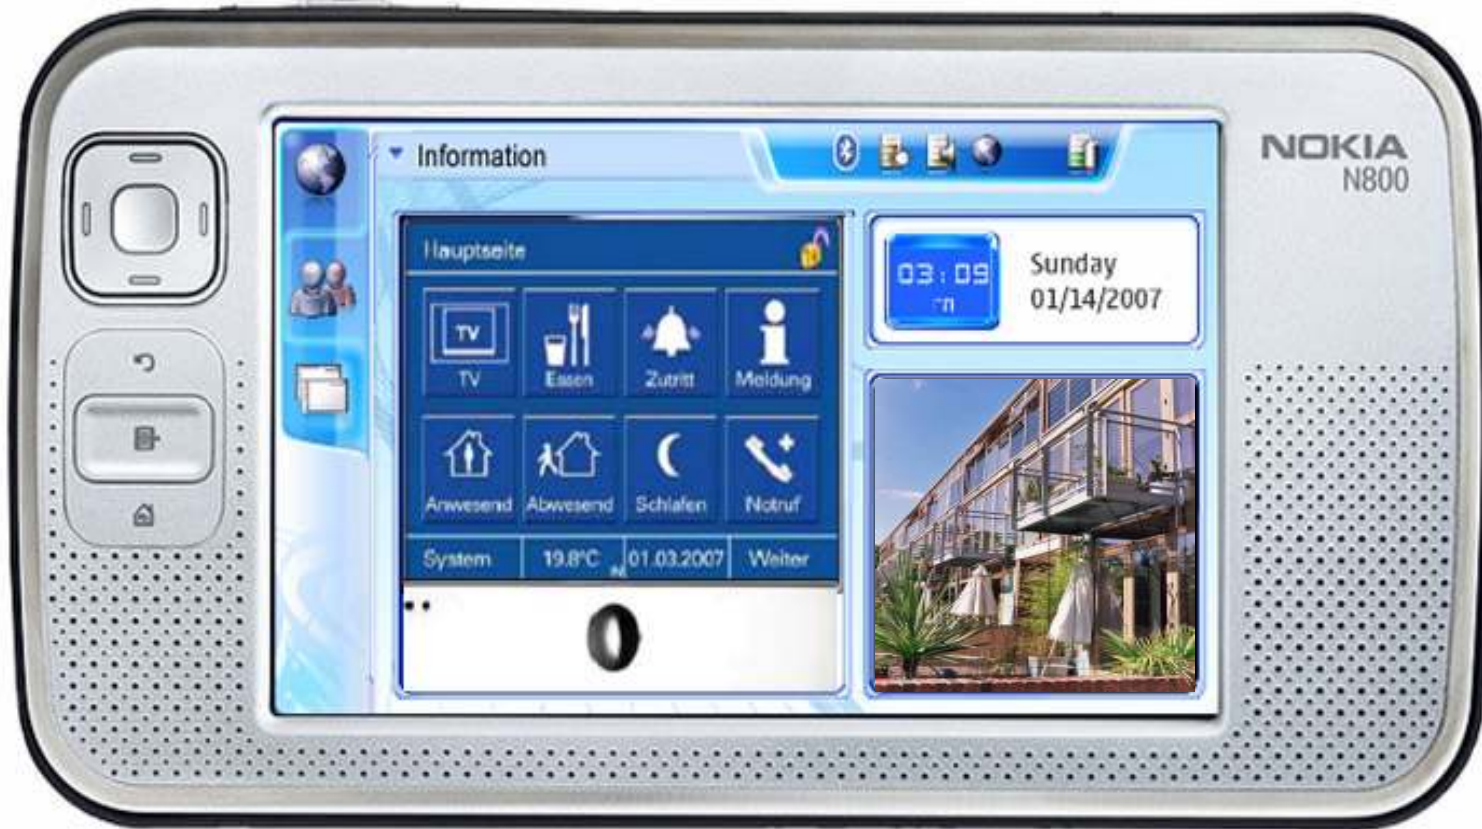 NOKIA
N800
Information
Hauptseite
TV
TV
Essen
Zutritt
Meldung
Anwesend
Abwesend
Schlafen
Notruf
System
19.8°C
01.03.2007
Weiter
03:09
Sunday
01/14/2007